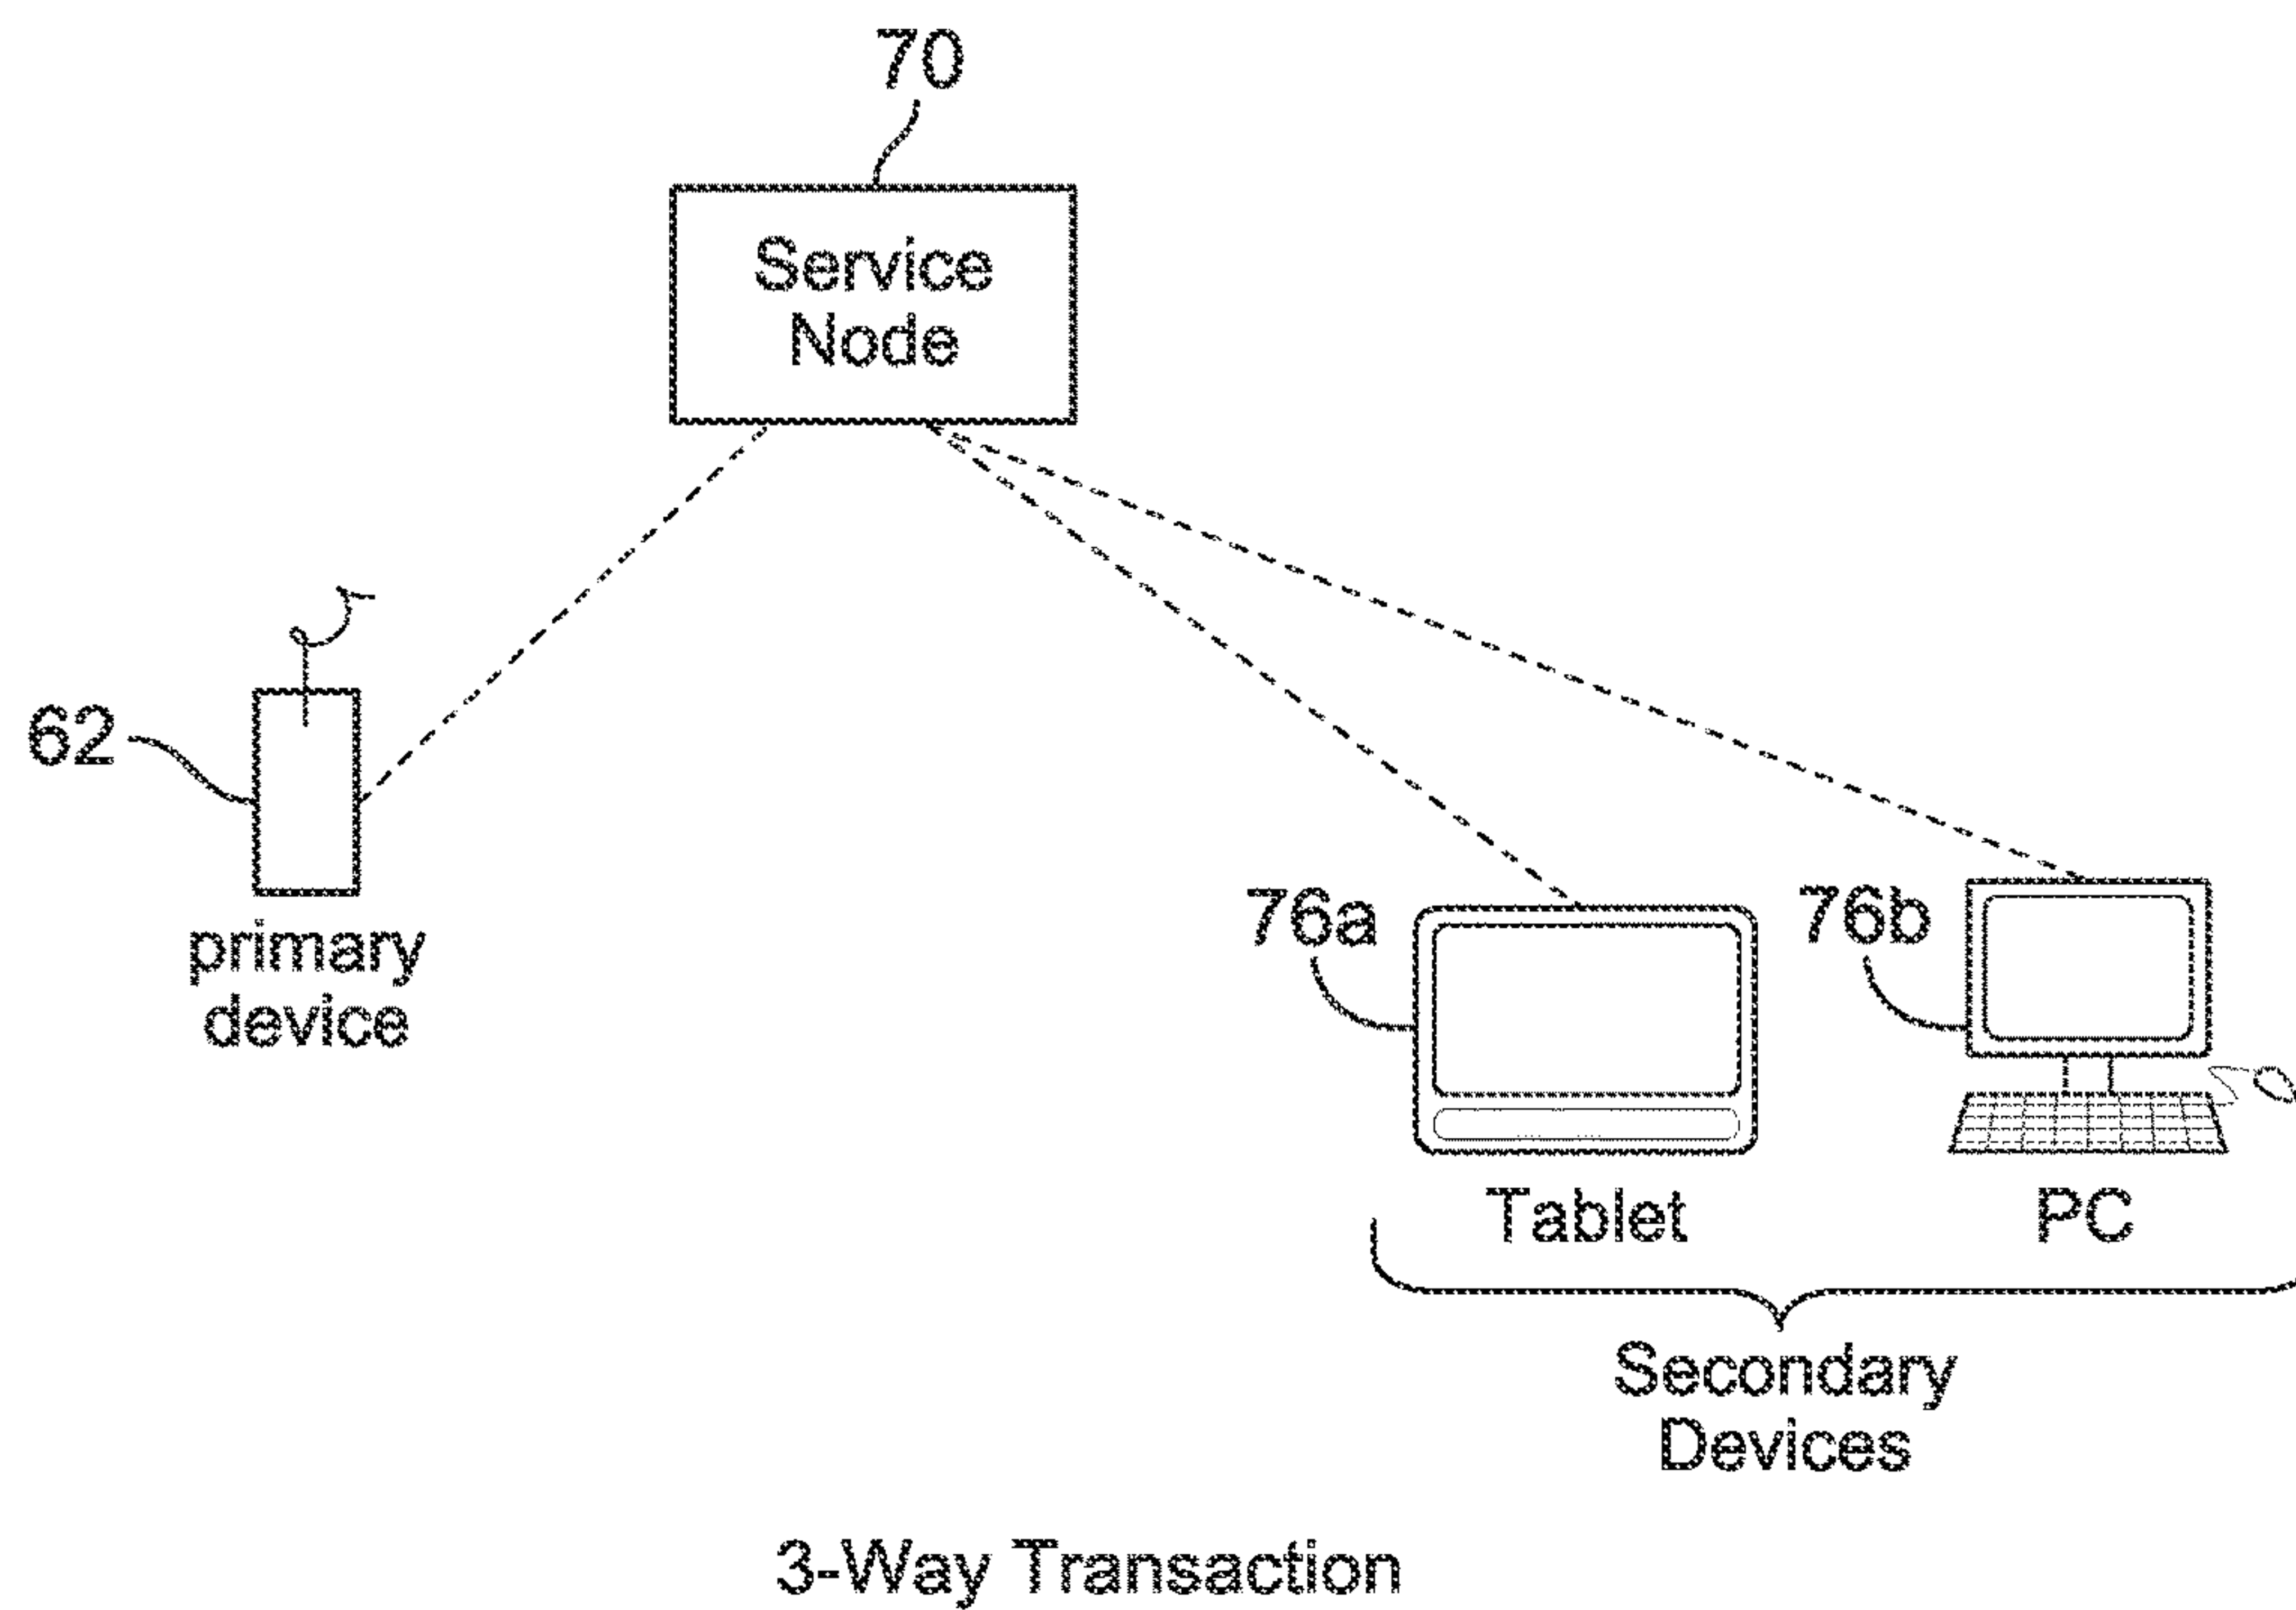 70
Service
Node
62
primary
device
76a
76b
Tablet
PC
Secondary
Devices
3-Way Transaction